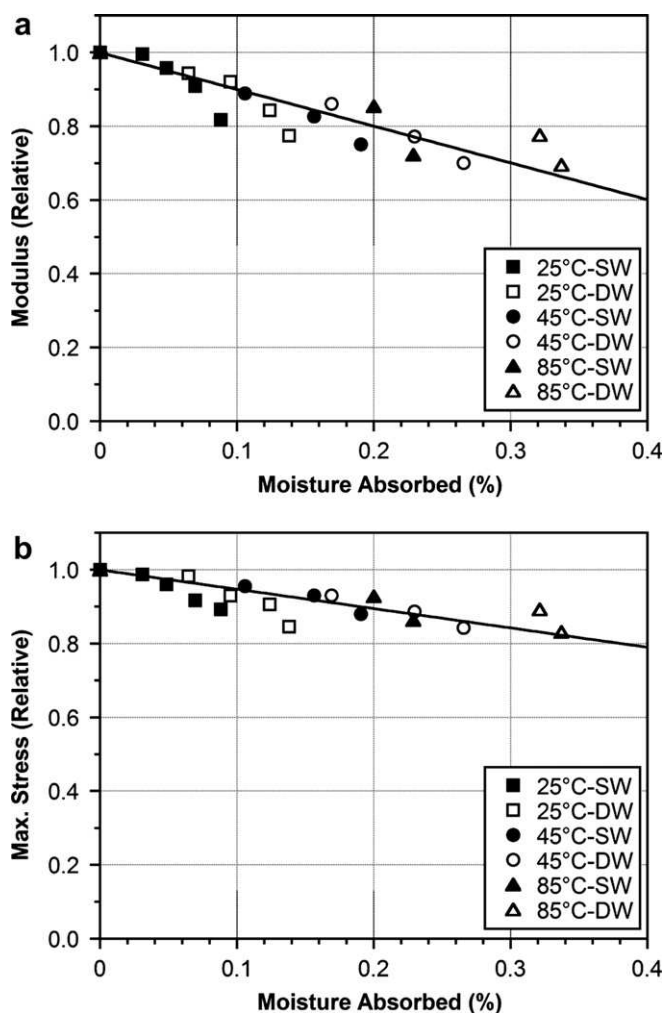 a
Modulus (Relative)
1.0
0.8
0.6
0.4
0.2
0.0
0
0.1
0.2
0.3
0.4
Moisture Absorbed (%)
25°C-SW
25°C-DW
45°C-SW
45°C-DW
85°C-SW
85°C-DW
b
Max. Stress (Relative)
1.0
0.8
0.6
0.4
0.2
0.0
0
0.1
0.2
0.3
0.4
Moisture Absorbed (%)
25°C-SW
25°C-DW
45°C-SW
45°C-DW
85°C-SW
85°C-DW